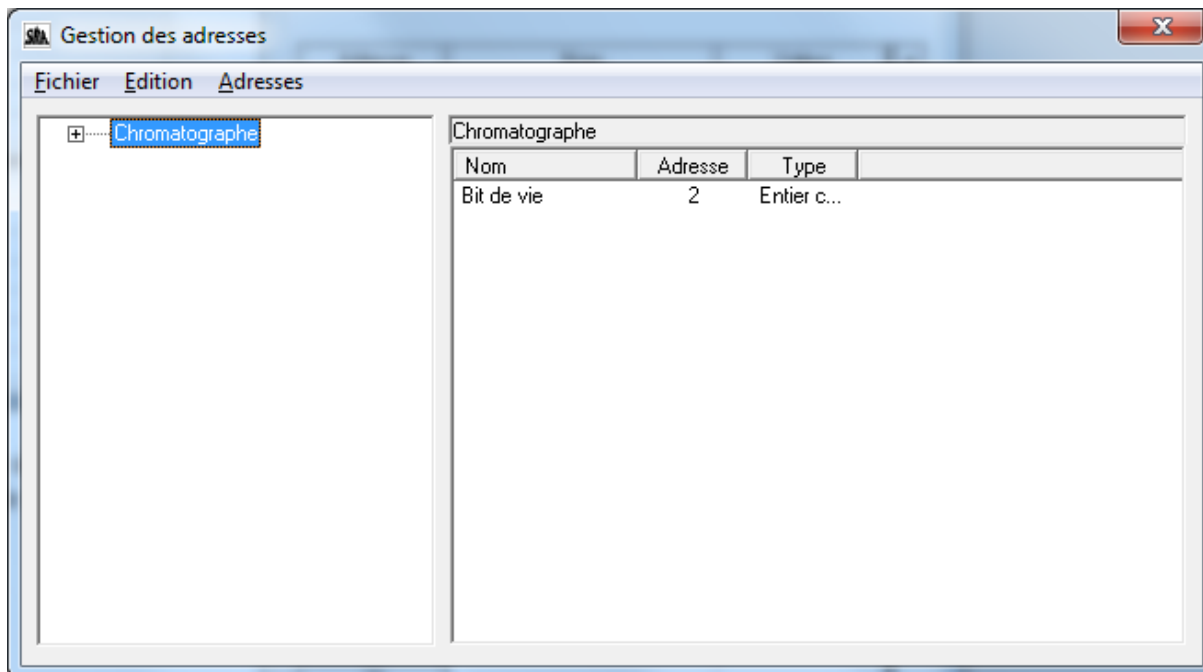 Gestion des adresses
Fichier Edition Adresses
Chromatographe
Chromatographe
Nom Adresse Type
Bit de vie 2 Entier c...